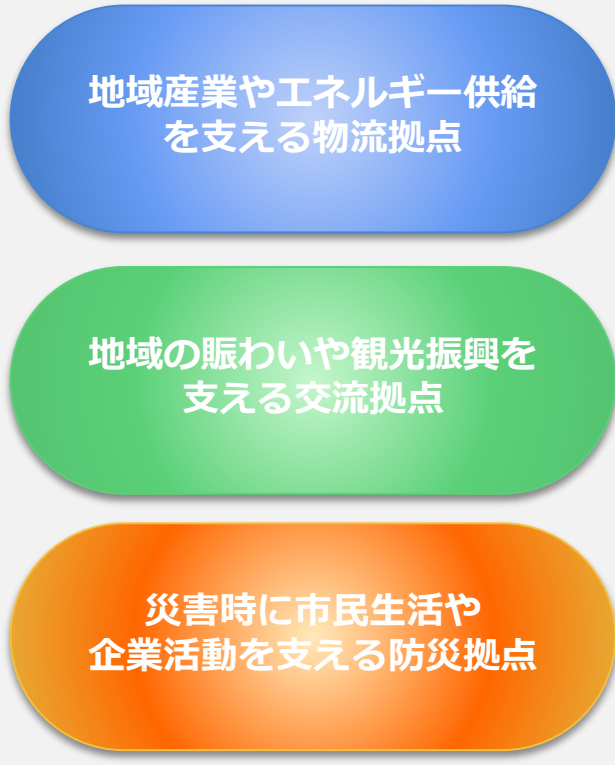 地域産業やエネルギー供給
を支える物流拠点
地域の賑わいや観光振興を
支える交流拠点
災害時に市民生活や
企業活動を支える防災拠点